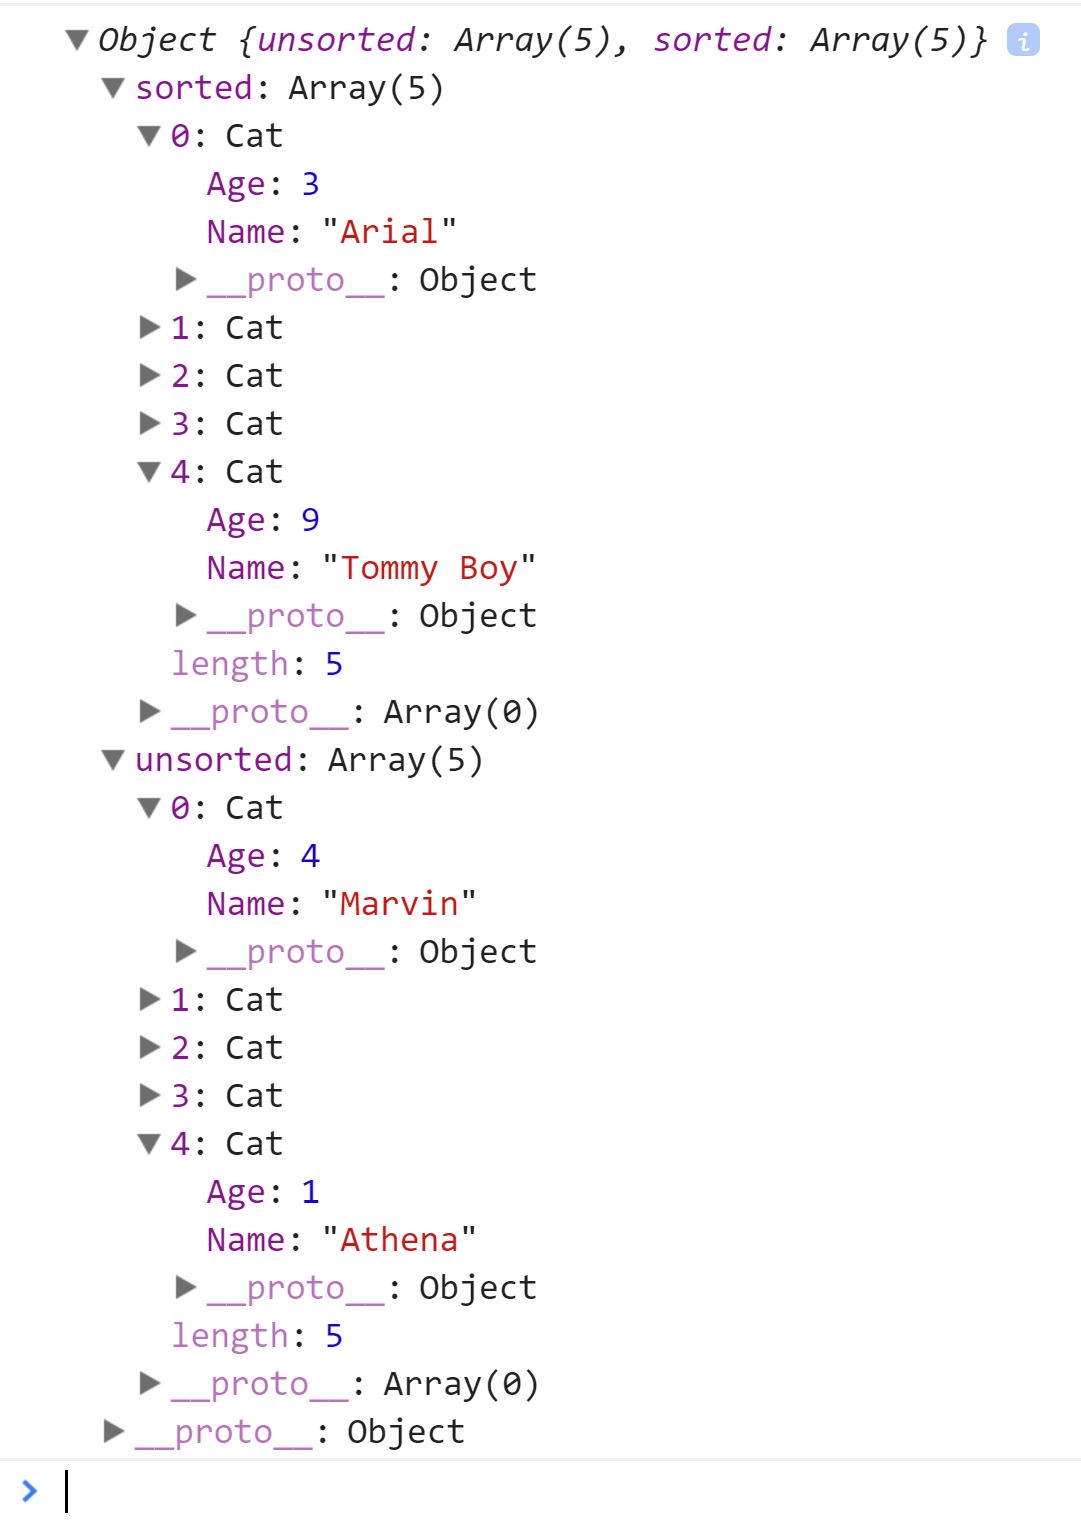 Object {unsorted: Array(5), sorted: Array(5)} i
sorted: Array(5)
0: Cat
Age: 3
Name: "Arial"
__proto__: Object
1: Cat
2: Cat
3: Cat
4: Cat
Age: 9
Name: "Tommy Boy"
__proto__: Object
length: 5
__proto__: Array(0)
unsorted: Array(5)
0: Cat
Age: 4
Name: "Marvin"
__proto__: Object
1: Cat
2: Cat
3: Cat
4: Cat
Age: 1
Name: "Athena"
__proto__: Object
length: 5
__proto__: Array(0)
__proto__: Object